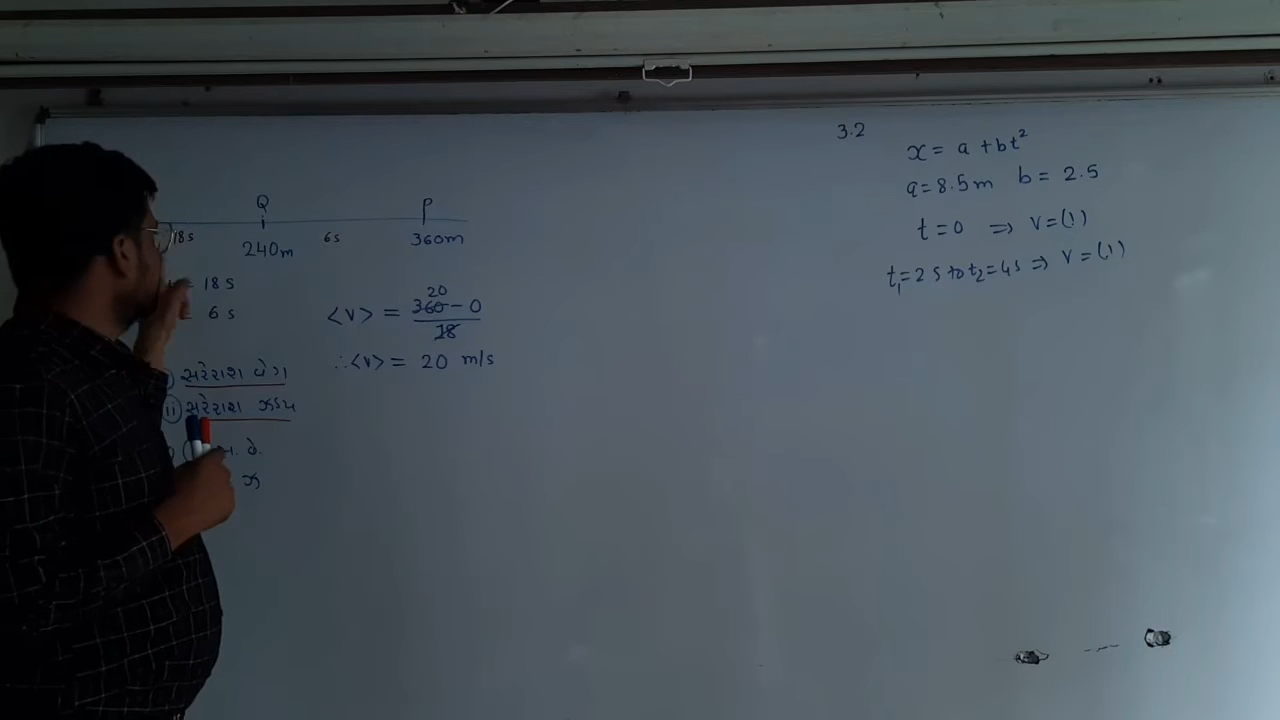 Q P
18s 240m 6s 360m
= 18 s
6 s
<v> = 360 - 0 / 18
20
∴ <v> = 20 m/s
સરેરાશ વેગ
(ii) સરેરાશ ઝડપ
વે.
ઝ
3.2
x = a + bt²
a = 8.5 m b = 2.5
t = 0 ⇒ v = (?)
t₁ = 2 s to t₂ = 4 s ⇒ v = (?)